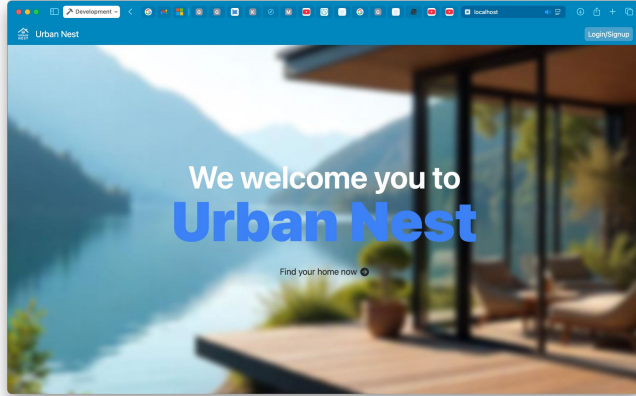 Development
localhost
Urban Nest
Login/Signup
We welcome you to
Urban Nest
Find your home now